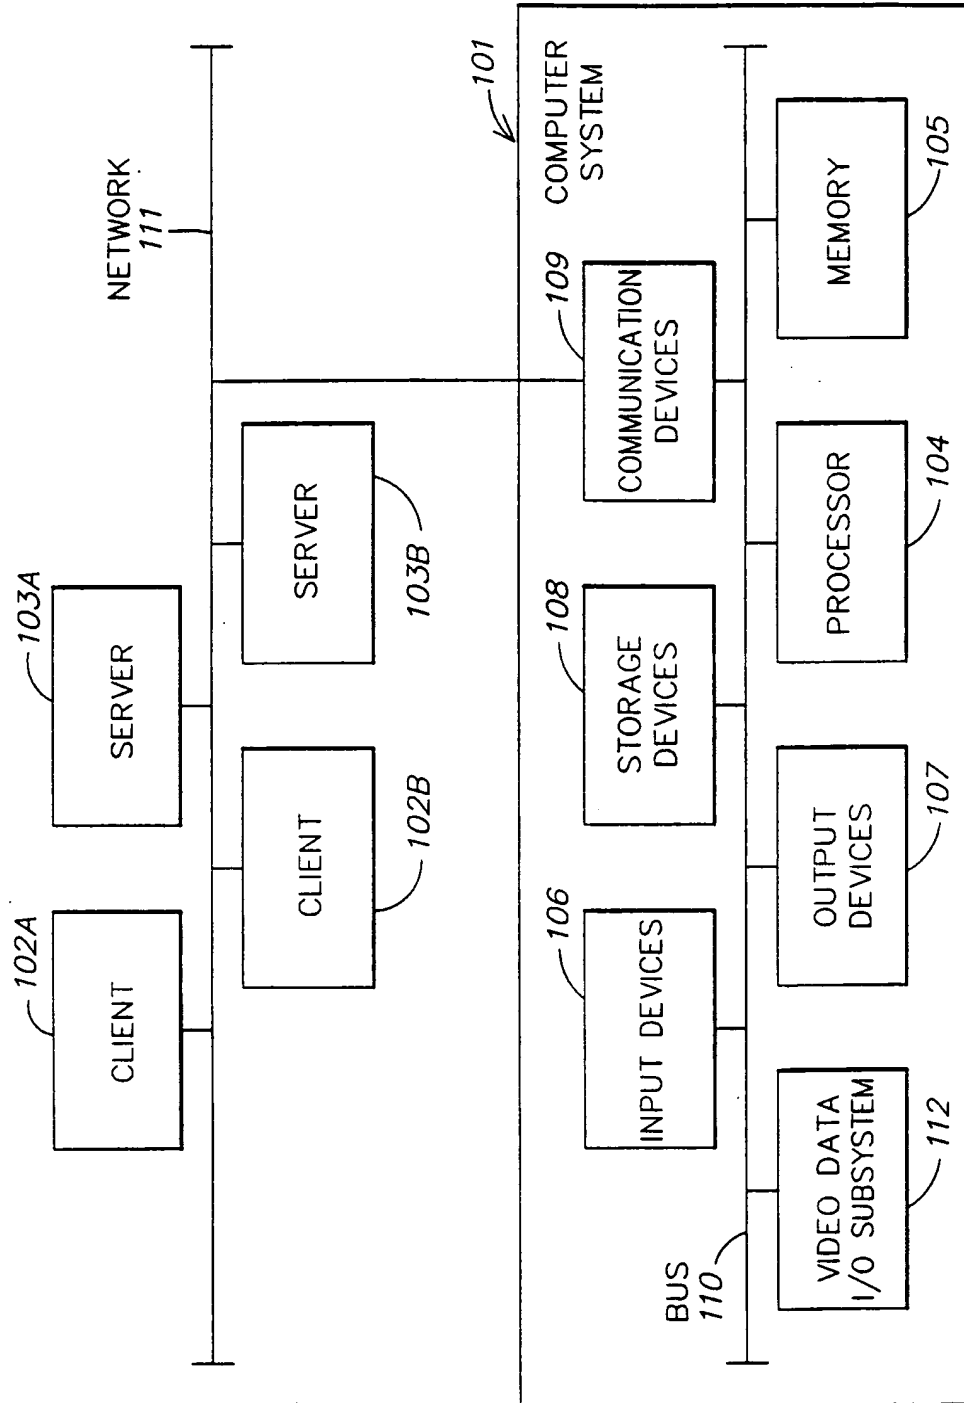 102A
CLIENT
103A
SERVER
NETWORK
111
CLIENT
102B
SERVER
103B
101
COMPUTER
SYSTEM
106
INPUT DEVICES
108
STORAGE
DEVICES
109
COMMUNICATION
DEVICES
BUS
110
VIDEO DATA
I/O SUBSYSTEM
112
OUTPUT
DEVICES
107
PROCESSOR
104
MEMORY
105